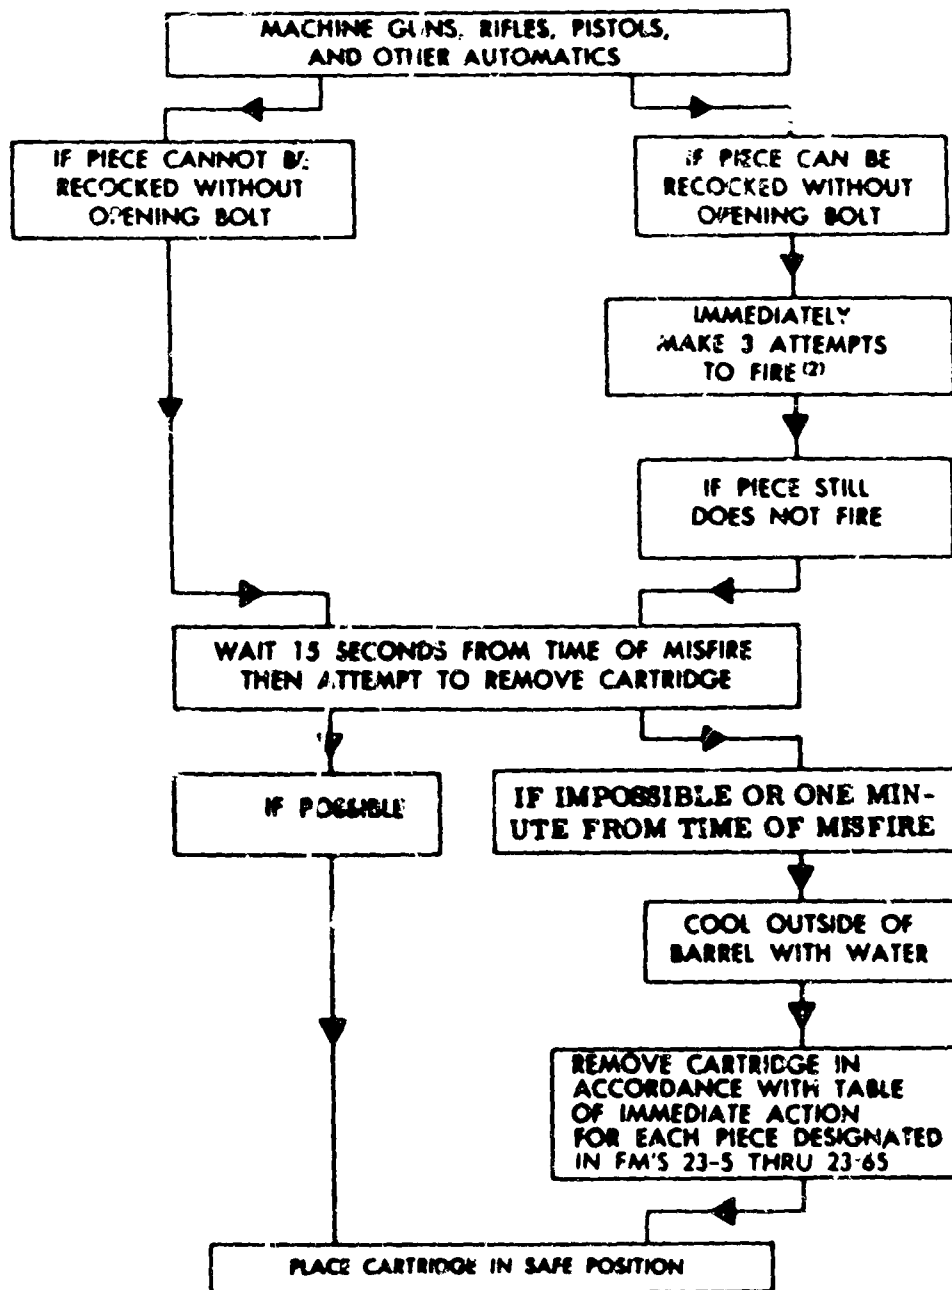 MACHINE GUNS, RIFLES, PISTOLS,
AND OTHER AUTOMATICS
IF PIECE CANNOT BE
RECOCKED WITHOUT
OPENING BOLT
IF PIECE CAN BE
RECOCKED WITHOUT
OPENING BOLT
IMMEDIATELY
MAKE 3 ATTEMPTS
TO FIRE(2)
IF PIECE STILL
DOES NOT FIRE
WAIT 15 SECONDS FROM TIME OF MISFIRE
THEN ATTEMPT TO REMOVE CARTRIDGE
IF POSSIBLE
IF IMPOSSIBLE OR ONE MIN-
UTE FROM TIME OF MISFIRE
COOL OUTSIDE OF
BARREL WITH WATER
REMOVE CARTRIDGE IN
ACCORDANCE WITH TABLE
OF IMMEDIATE ACTION
FOR EACH PIECE DESIGNATED
IN FM'S 23-5 THRU 23-65
PLACE CARTRIDGE IN SAFE POSITION